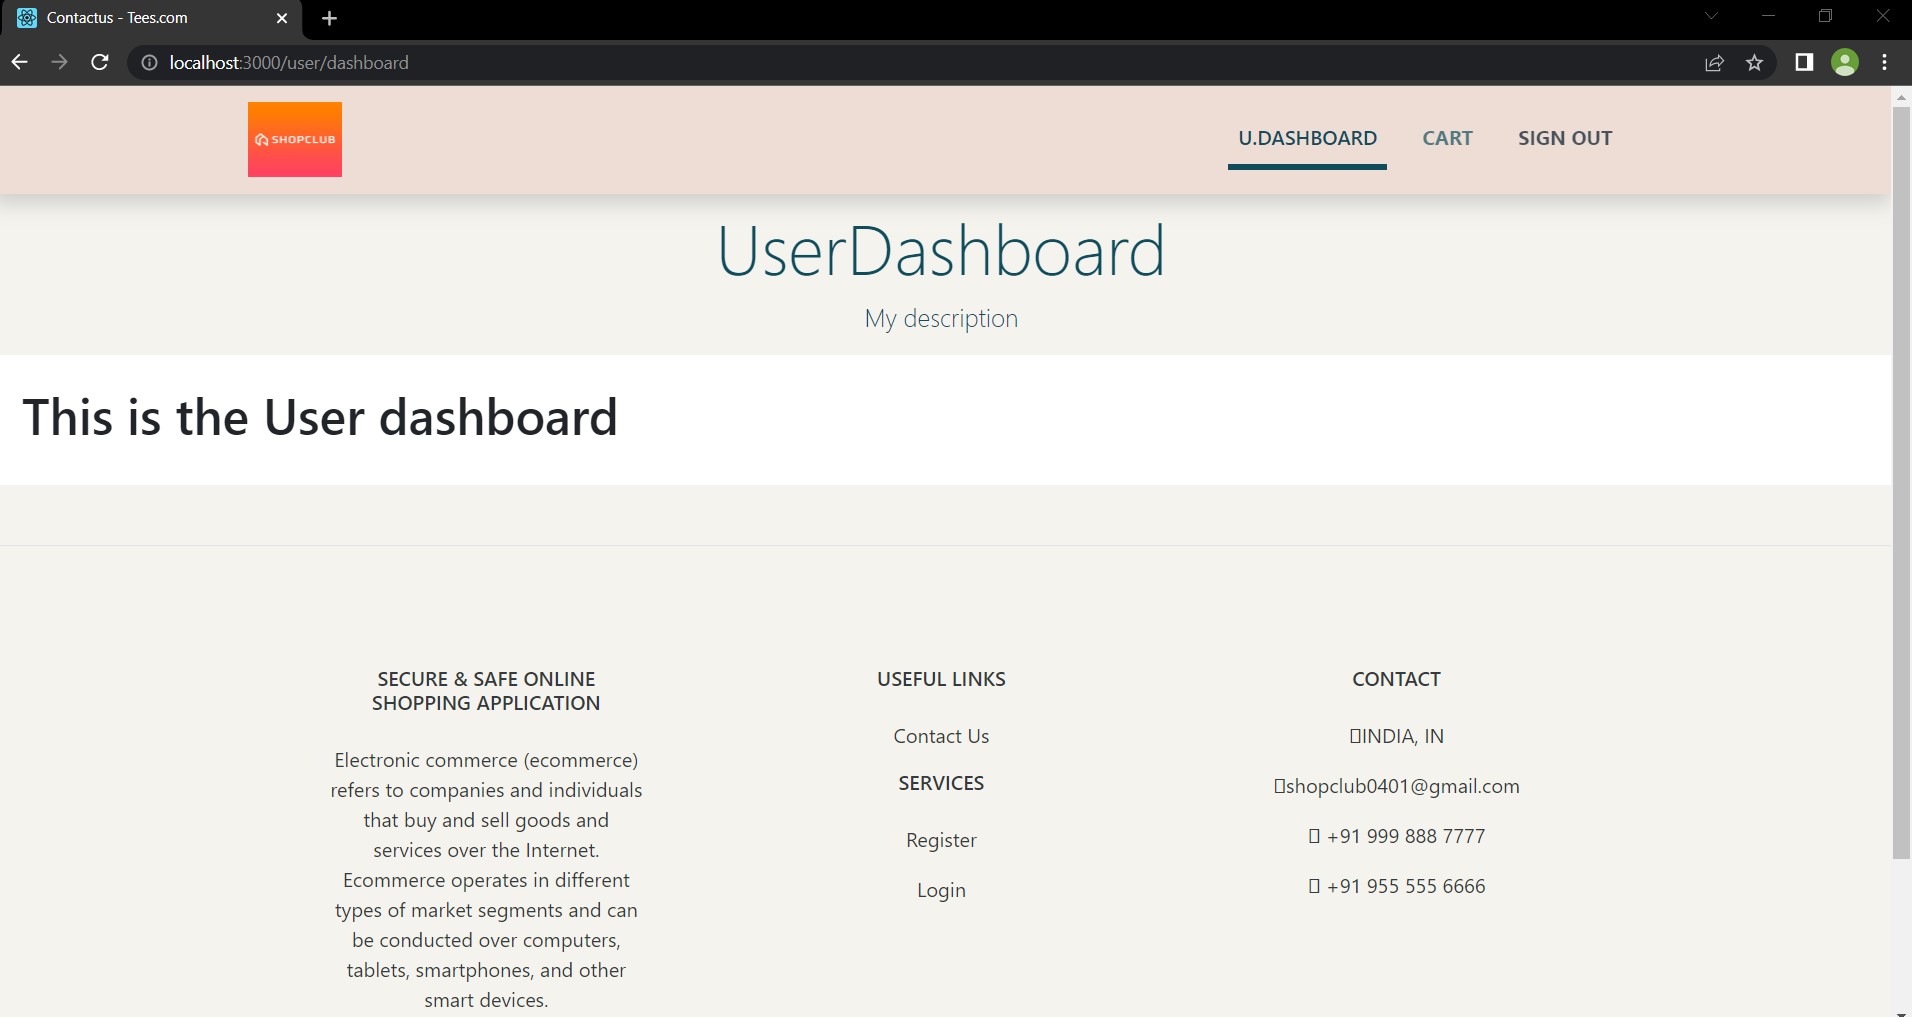 Contactus - Tees.com
localhost:3000/user/dashboard
SHOPCLUB
U.DASHBOARD CART SIGN OUT
UserDashboard
My description
This is the User dashboard
SECURE & SAFE ONLINE
SHOPPING APPLICATION
Electronic commerce (ecommerce)
refers to companies and individuals
that buy and sell goods and
services over the Internet.
Ecommerce operates in different
types of market segments and can
be conducted over computers,
tablets, smartphones, and other
smart devices.
USEFUL LINKS
Contact Us
SERVICES
Register
Login
CONTACT
INDIA, IN
shopclub0401@gmail.com
+91 999 888 7777
+91 955 555 6666